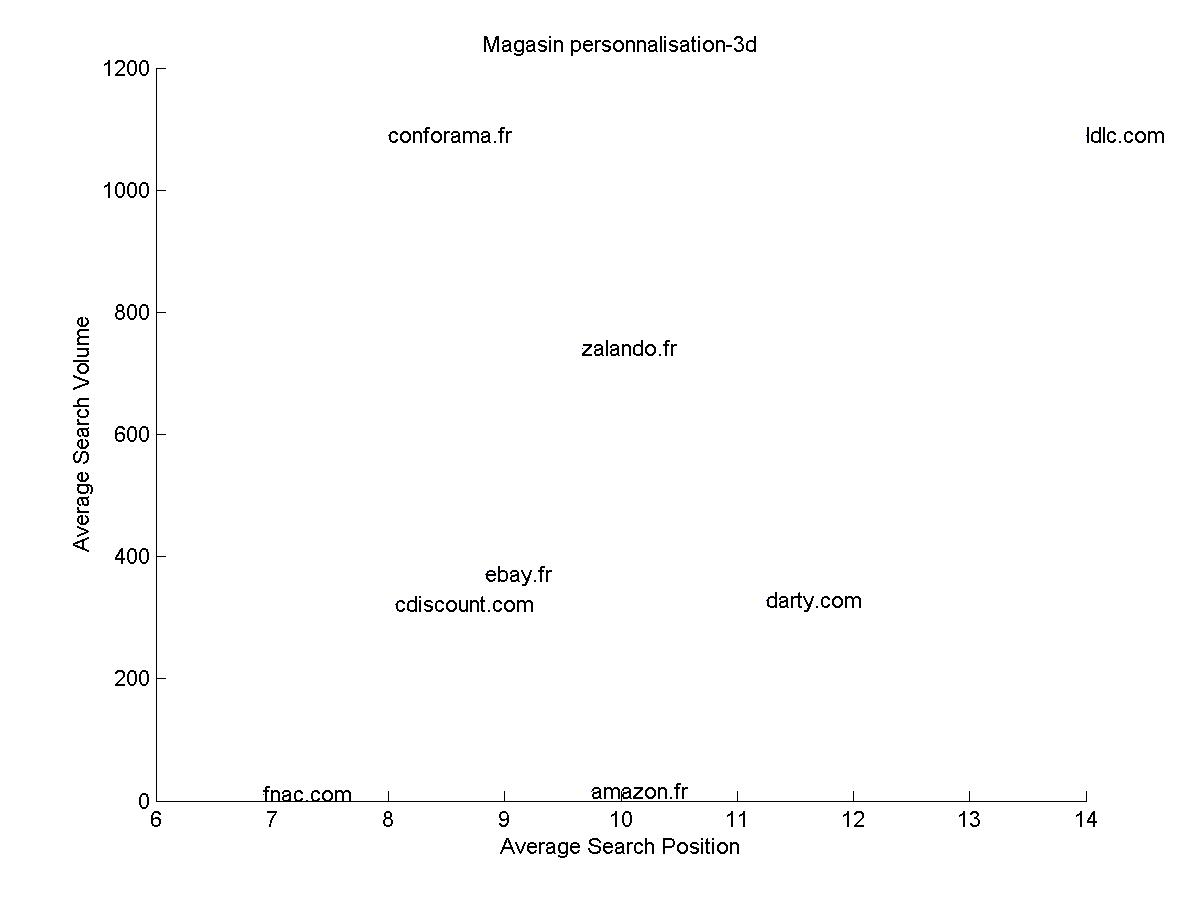 Magasin personnalisation-3d
1200
conforama.fr
ldlc.com
1000
800
zalando.fr
Average Search Volume
600
400
ebay.fr
cdiscount.com
darty.com
200
fnac.com
amazon.fr
0
6 7 8 9 10 11 12 13 14
Average Search Position